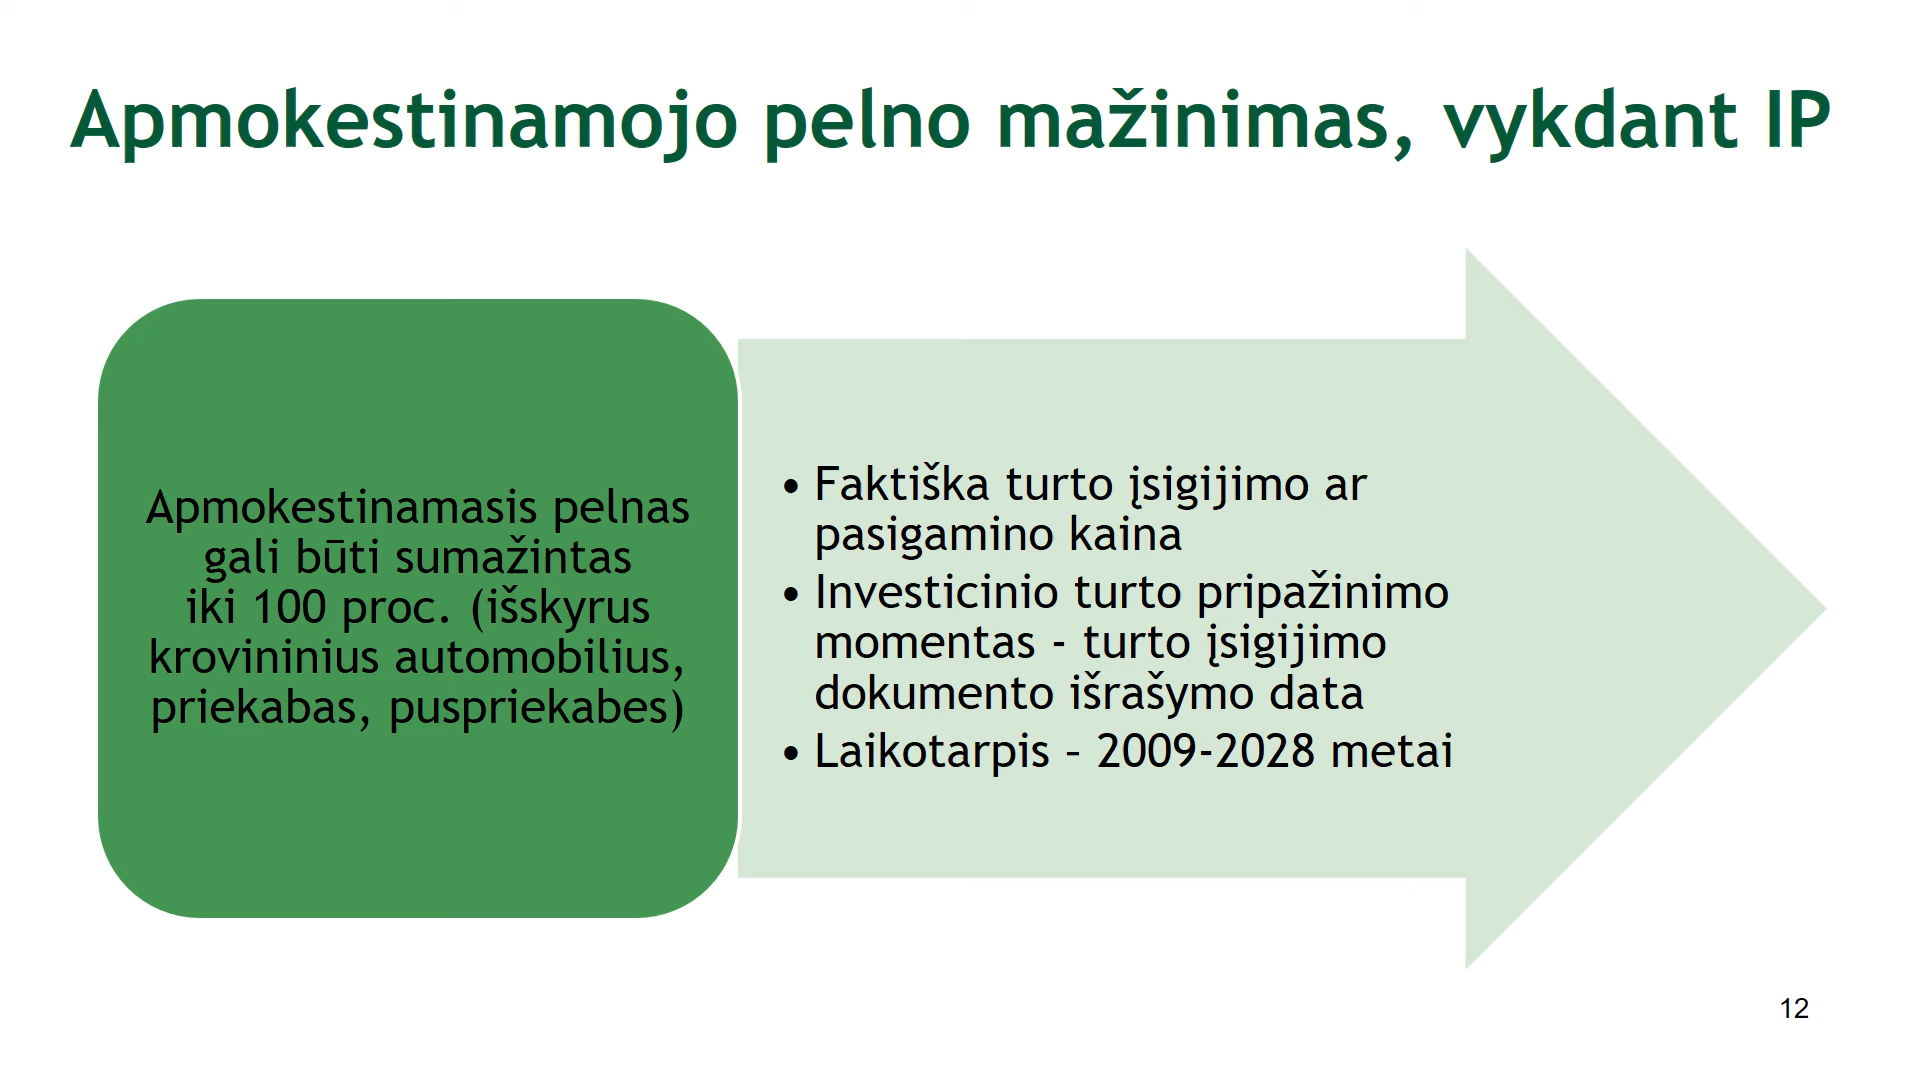 Apmokestinamojo pelno mažinimas, vykdant IP
Apmokestinamasis pelnas
gali būti sumažintas
iki 100 proc. (išskyrus
krovininius automobilius,
priekabas, puspriekabes)
• Faktiška turto įsigijimo ar
pasigamino kaina
• Investicinio turto pripažinimo
momentas - turto įsigijimo
dokumento išrašymo data
• Laikotarpis – 2009-2028 metai
12